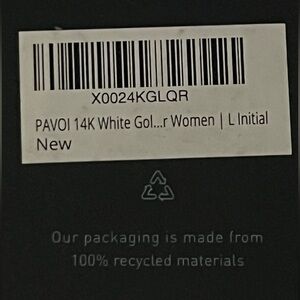 X0024KGLQR
PAVOI 14K White Gol...r Women | L Initial
New
Our packaging is made from
100% recycled materials